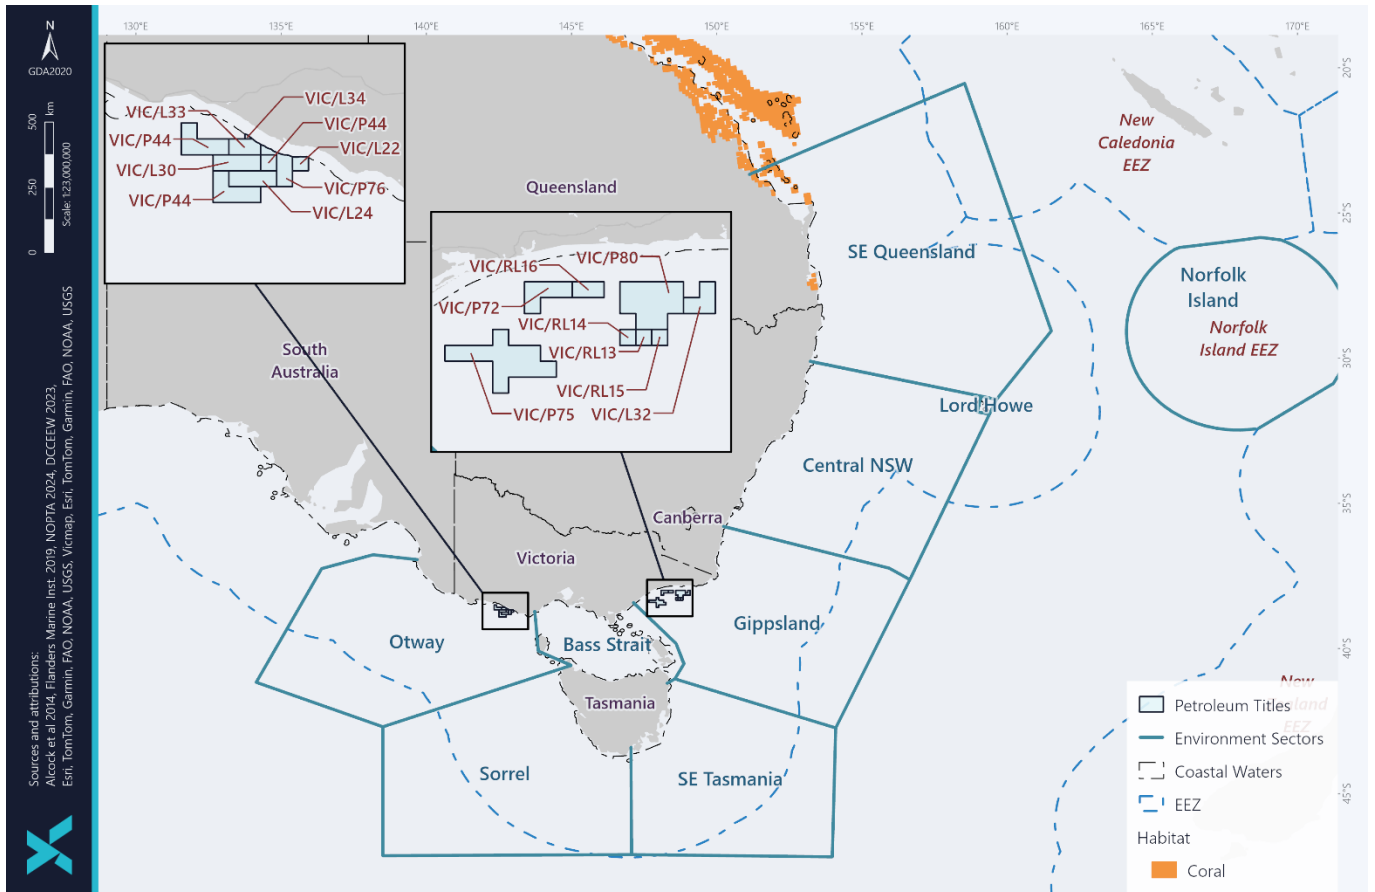 130°E
135°E
140°E
145°E
150°E
155°E
160°E
165°E
170°E
20°S
25°S
30°S
35°S
40°S
45°S
N
GDA2020
500
km
250
0
Scale: 1:23,000,000
Sources and attributions:
Alcock et al 2014, Flanders Marine Inst. 2019, NOPTA 2024, DCCEEW 2023,
Esri, TomTom, Garmin, FAO, NOAA, USGS, Vicmap, Esri, TomTom, Garmin, FAO, NOAA, USGS
VIC/L34
VIC/L33
VIC/P44
VIC/P44
VIC/L22
VIC/L30
VIC/P76
VIC/P44
VIC/L24
VIC/P80
VIC/RL16
VIC/P72
VIC/RL14
VIC/RL13
VIC/RL15
VIC/P75
VIC/L32
Queensland
South
Australia
Canberra
Victoria
Tasmania
SE Queensland
Lord Howe
Central NSW
Gippsland
Bass Strait
Otway
Sorrel
SE Tasmania
New
Caledonia
EEZ
Norfolk
Island
Norfolk
Island EEZ
New
EEZ
Petroleum Titles
Environment Sectors
Coastal Waters
EEZ
Habitat
Coral